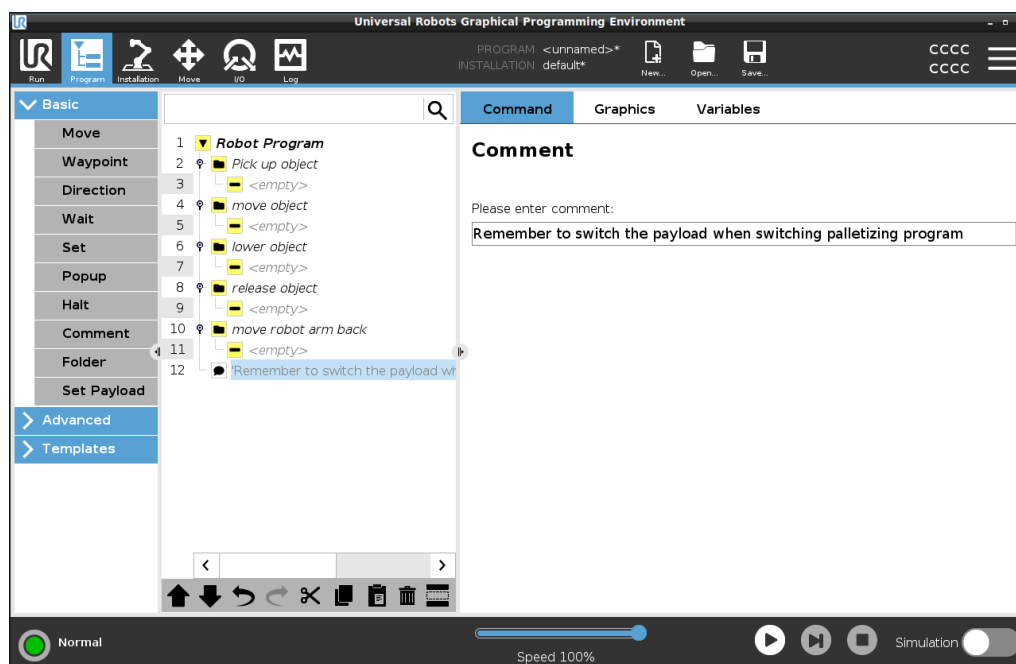 Universal Robots Graphical Programming Environment
UR
Run
Program
Installation
Move
I/O
Log
PROGRAM <unnamed>*
INSTALLATION default*
New...
Open...
Save...
CCCC
CCCC
Basic
Move
Waypoint
Direction
Wait
Set
Popup
Halt
Comment
Folder
Set Payload
Advanced
Templates
1 Robot Program
2 Pick up object
3 <empty>
4 move object
5 <empty>
6 lower object
7 <empty>
8 release object
9 <empty>
10 move robot arm back
11 <empty>
12 'Remember to switch the payload wh
Command Graphics Variables
Comment
Please enter comment:
Remember to switch the payload when switching palletizing program
Normal
Speed 100%
Simulation